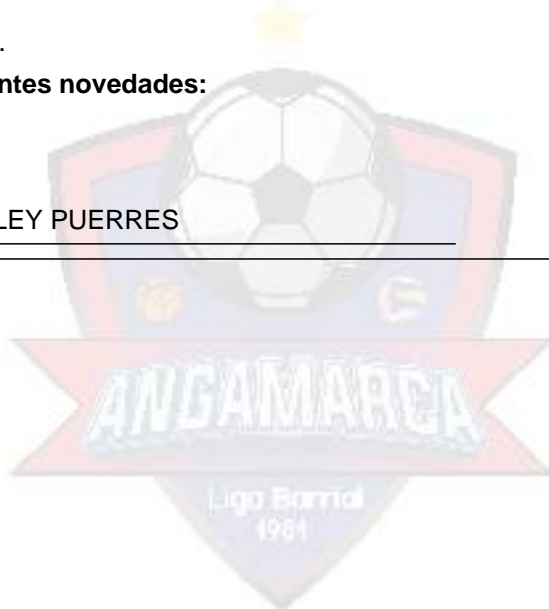 .
ntes novedades:
LEY PUERRES
ANGAMARCA
Liga Barrial
1981